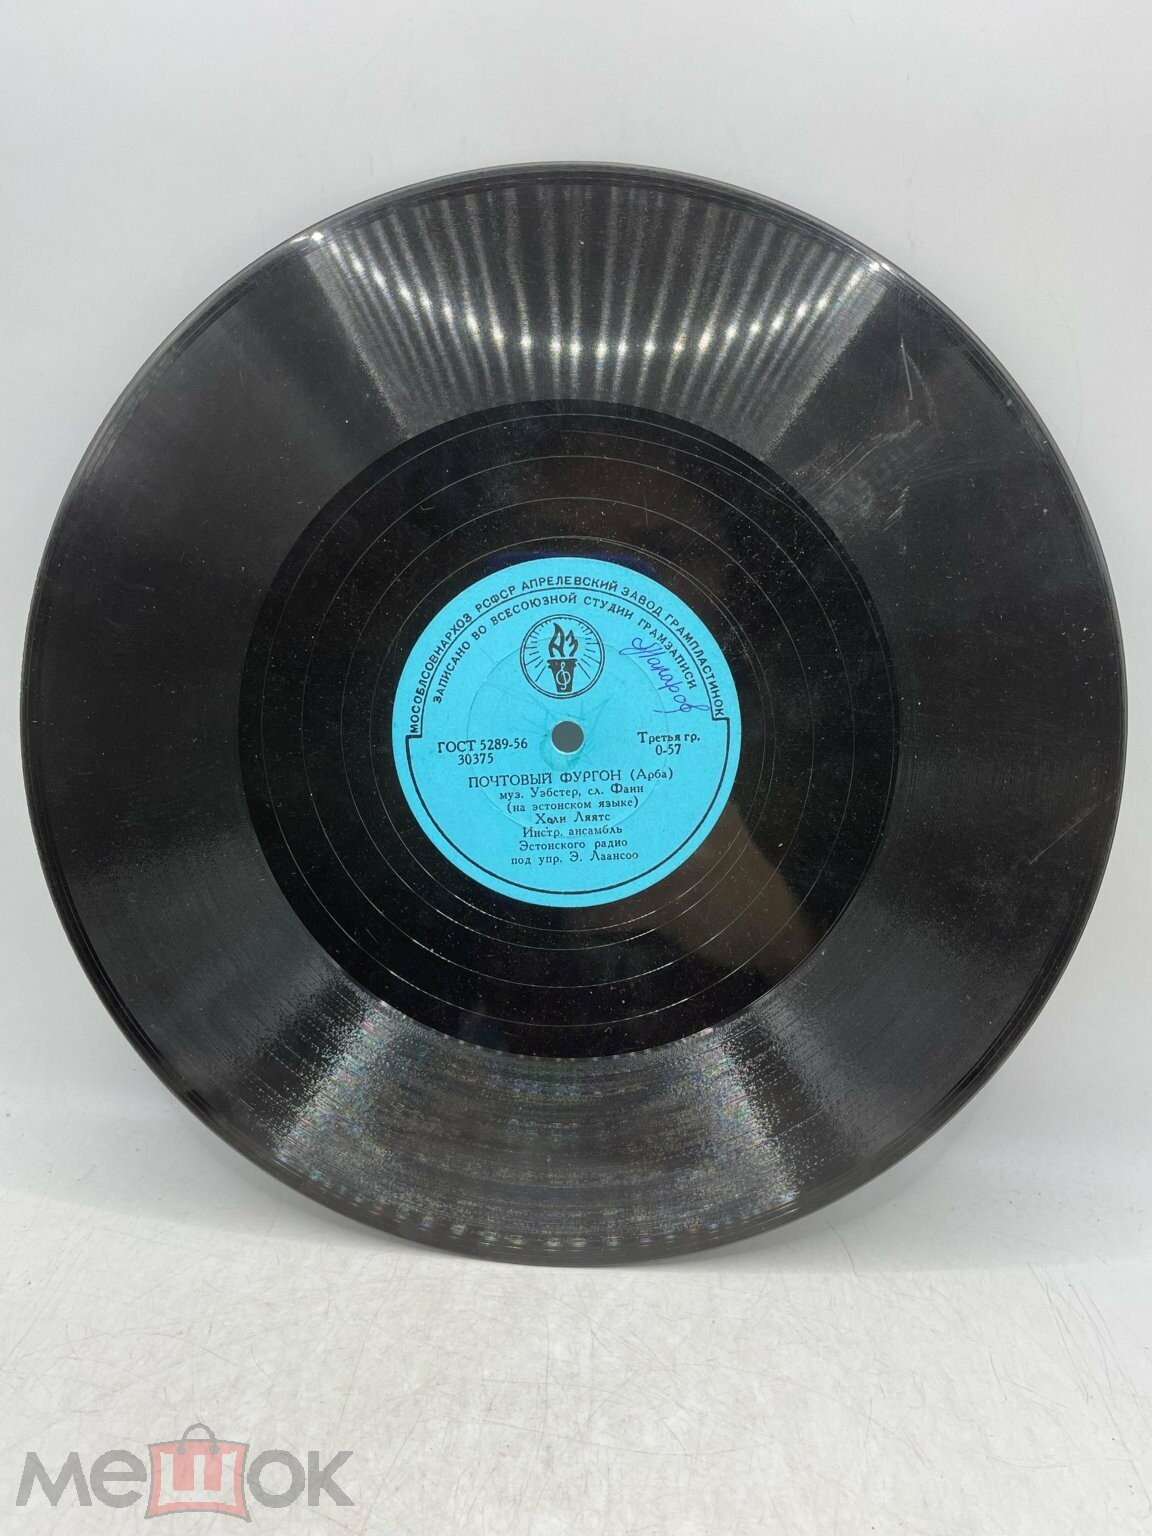 МОСОБЛСОВНАРХОЗ РСФСР АПРЕЛЕВСКИЙ ЗАВОД ГРАМПЛАСТИНОК
ЗАПИСАНО ВО ВСЕСОЮЗНОЙ СТУДИИ ГРАМЗАПИСИ
АЗ
ГОСТ 5289-56
30375
Третья гр.
0-57
ПОЧТОВЫЙ ФУРГОН (Арба)
муз. Уэбстер, сл. Фаин
(на эстонском языке)
Хели Ляятс
Инстр. ансамбль
Эстонского радио
под упр. Э. Лаансоо
мешок